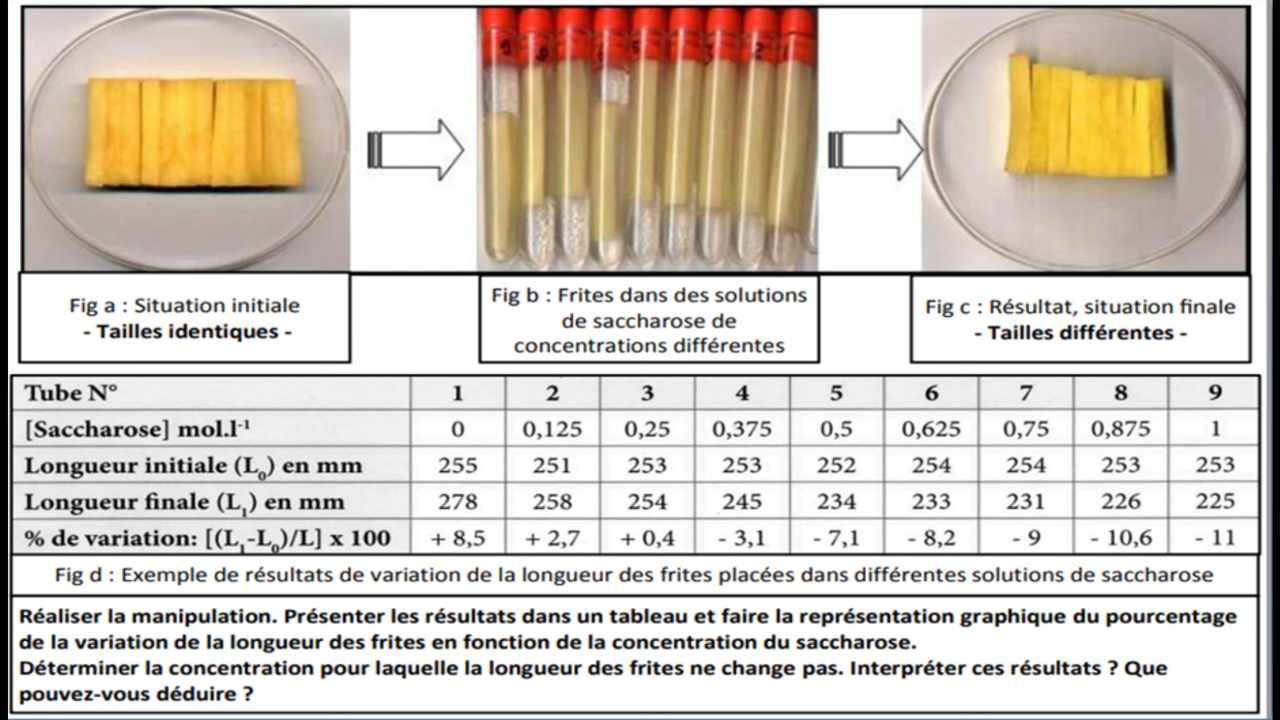 Fig a : Situation initiale
- Tailles identiques -
Fig b : Frites dans des solutions
de saccharose de
concentrations différentes
Fig c : Résultat, situation finale
- Tailles différentes -
Tube N° 1 2 3 4 5 6 7 8 9
[Saccharose] mol.l⁻¹ 0 0,125 0,25 0,375 0,5 0,625 0,75 0,875 1
Longueur initiale (L₀) en mm 255 251 253 253 252 254 254 253 253
Longueur finale (L₁) en mm 278 258 254 245 234 233 231 226 225
% de variation: [(L₁-L₀)/L] x 100 + 8,5 + 2,7 + 0,4 - 3,1 - 7,1 - 8,2 - 9 - 10,6 - 11
Fig d : Exemple de résultats de variation de la longueur des frites placées dans différentes solutions de saccharose
Réaliser la manipulation. Présenter les résultats dans un tableau et faire la représentation graphique du pourcentage
de la variation de la longueur des frites en fonction de la concentration du saccharose.
Déterminer la concentration pour laquelle la longueur des frites ne change pas. Interpréter ces résultats ? Que
pouvez-vous déduire ?